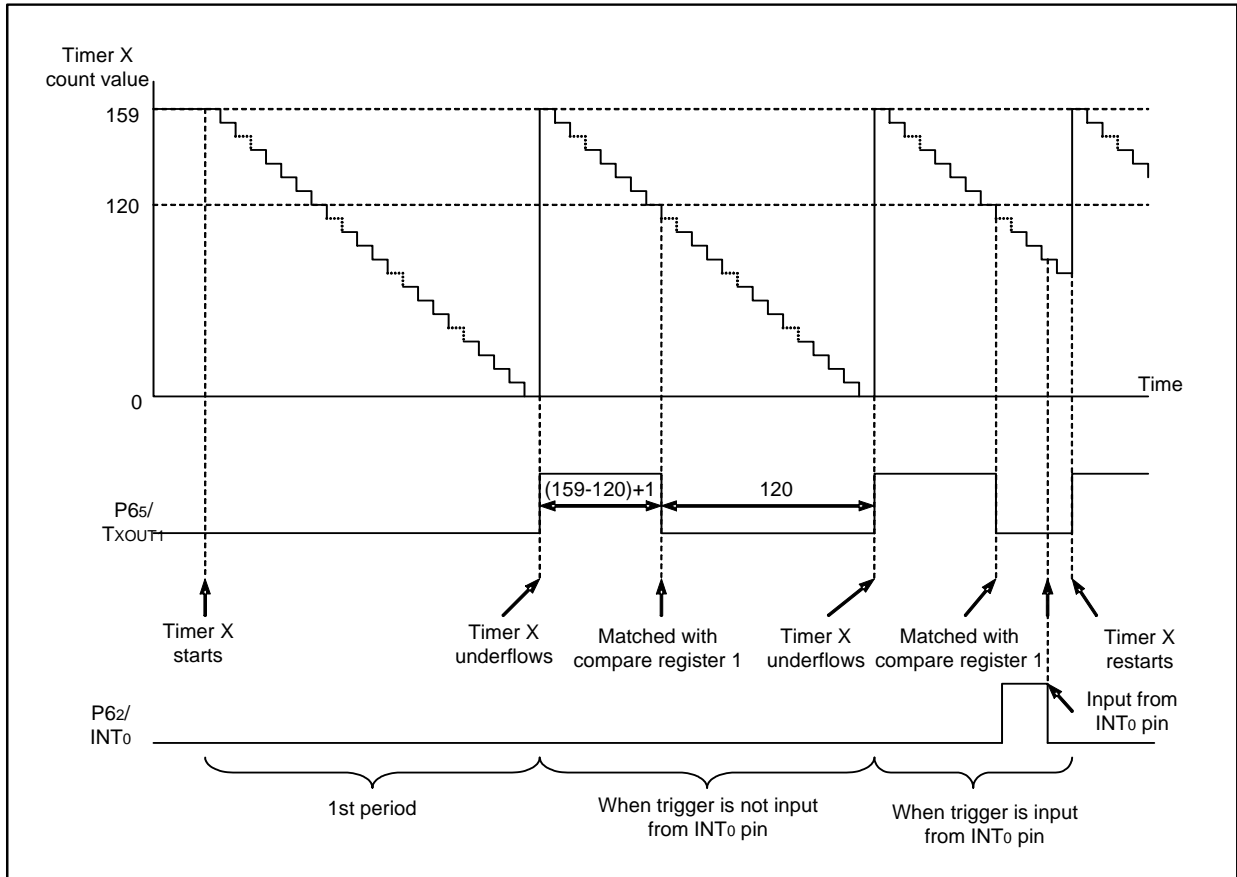 Timer X
count value
159
120
0
Time
(159-120)+1
120
P65/
TXOUT1
Timer X
starts
Timer X
underflows
Matched with
compare register 1
Timer X
underflows
Matched with
compare register 1
Timer X
restarts
Input from
INT0 pin
P62/
INT0
1st period
When trigger is not input
from INT0 pin
When trigger is input
from INT0 pin